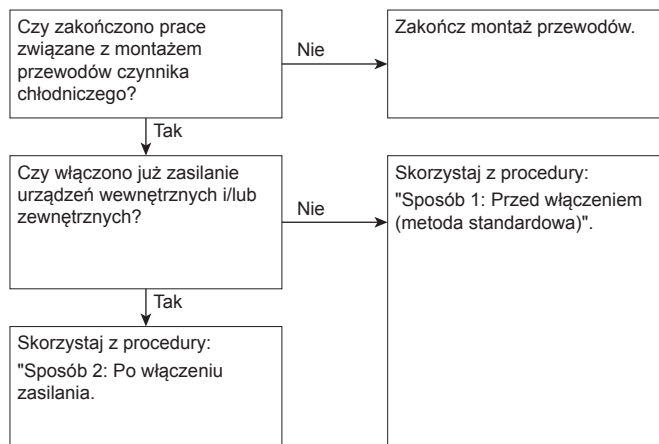 Czy zakończono prace
związane z montażem
przewodów czynnika
chłodniczego?
Nie
Zakończ montaż przewodów.
Tak
Czy włączono już zasilanie
urządzeń wewnętrznych i/lub
zewnętrznych?
Nie
Skorzystaj z procedury:
"Sposób 1: Przed włączeniem
(metoda standardowa)".
Tak
Skorzystaj z procedury:
"Sposób 2: Po włączeniu
zasilania.